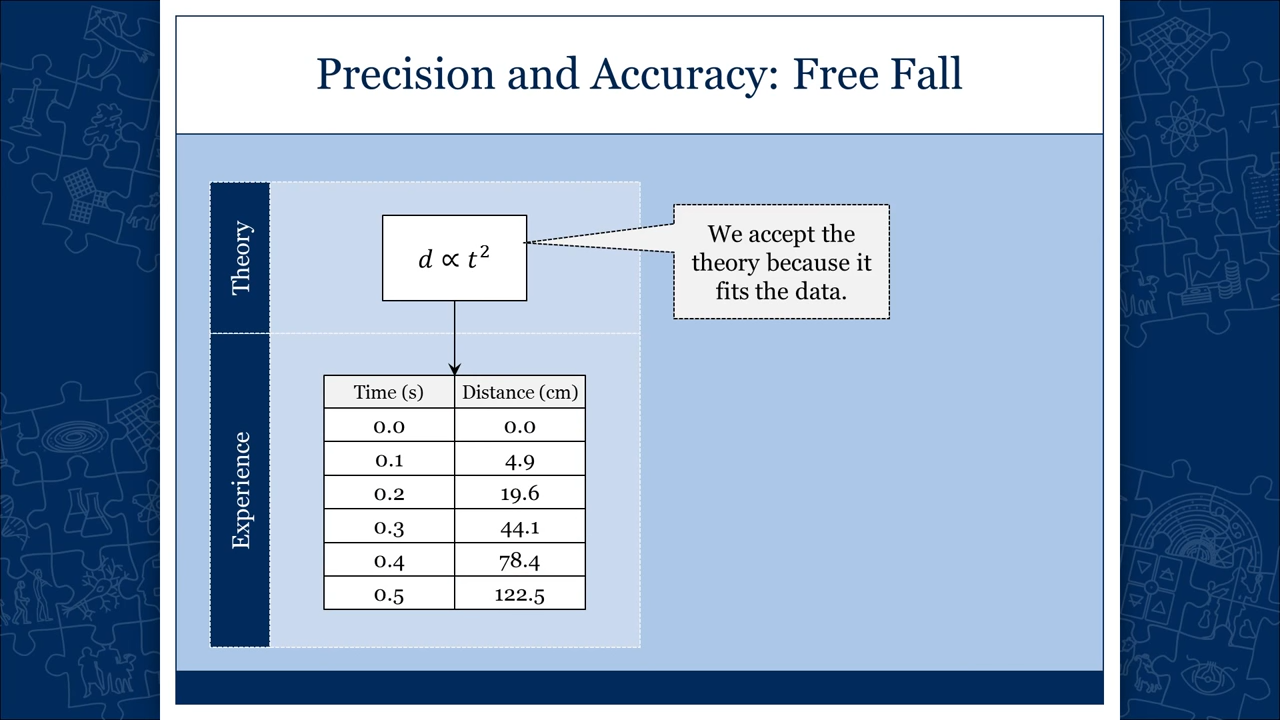 Precision and Accuracy: Free Fall
Theory
d ∝ t²
We accept the
theory because it
fits the data.
Experience
Time (s) Distance (cm)
0.0 0.0
0.1 4.9
0.2 19.6
0.3 44.1
0.4 78.4
0.5 122.5
√-1